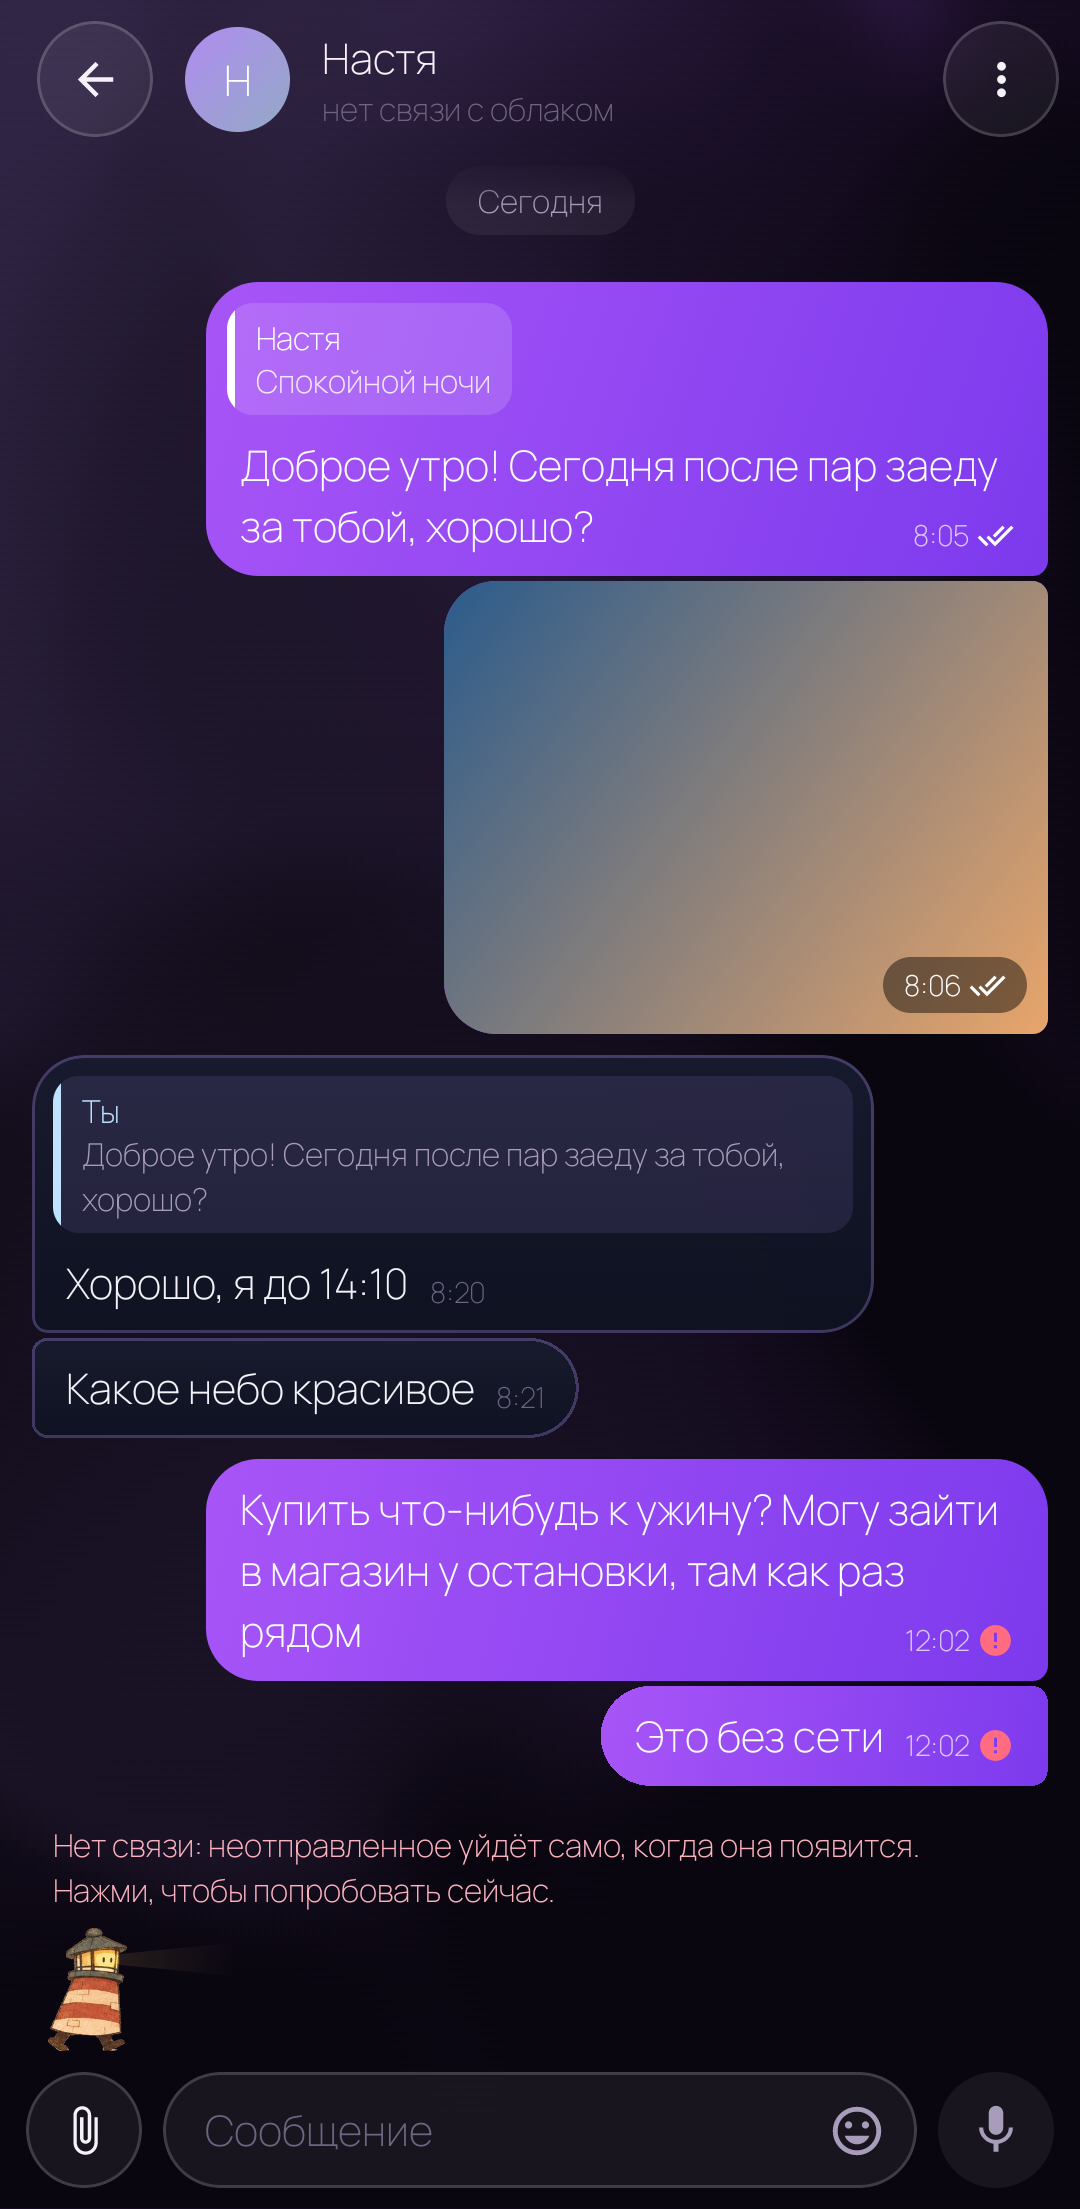 Н
Настя
нет связи с облаком
Сегодня
Настя
Спокойной ночи
Доброе утро! Сегодня после пар заеду
за тобой, хорошо?
8:05
8:06
Ты
Доброе утро! Сегодня после пар заеду за тобой,
хорошо?
Хорошо, я до 14:10 8:20
Какое небо красивое 8:21
Купить что-нибудь к ужину? Могу зайти
в магазин у остановки, там как раз
рядом
12:02
Это без сети 12:02
Нет связи: неотправленное уйдёт само, когда она появится.
Нажми, чтобы попробовать сейчас.
Сообщение